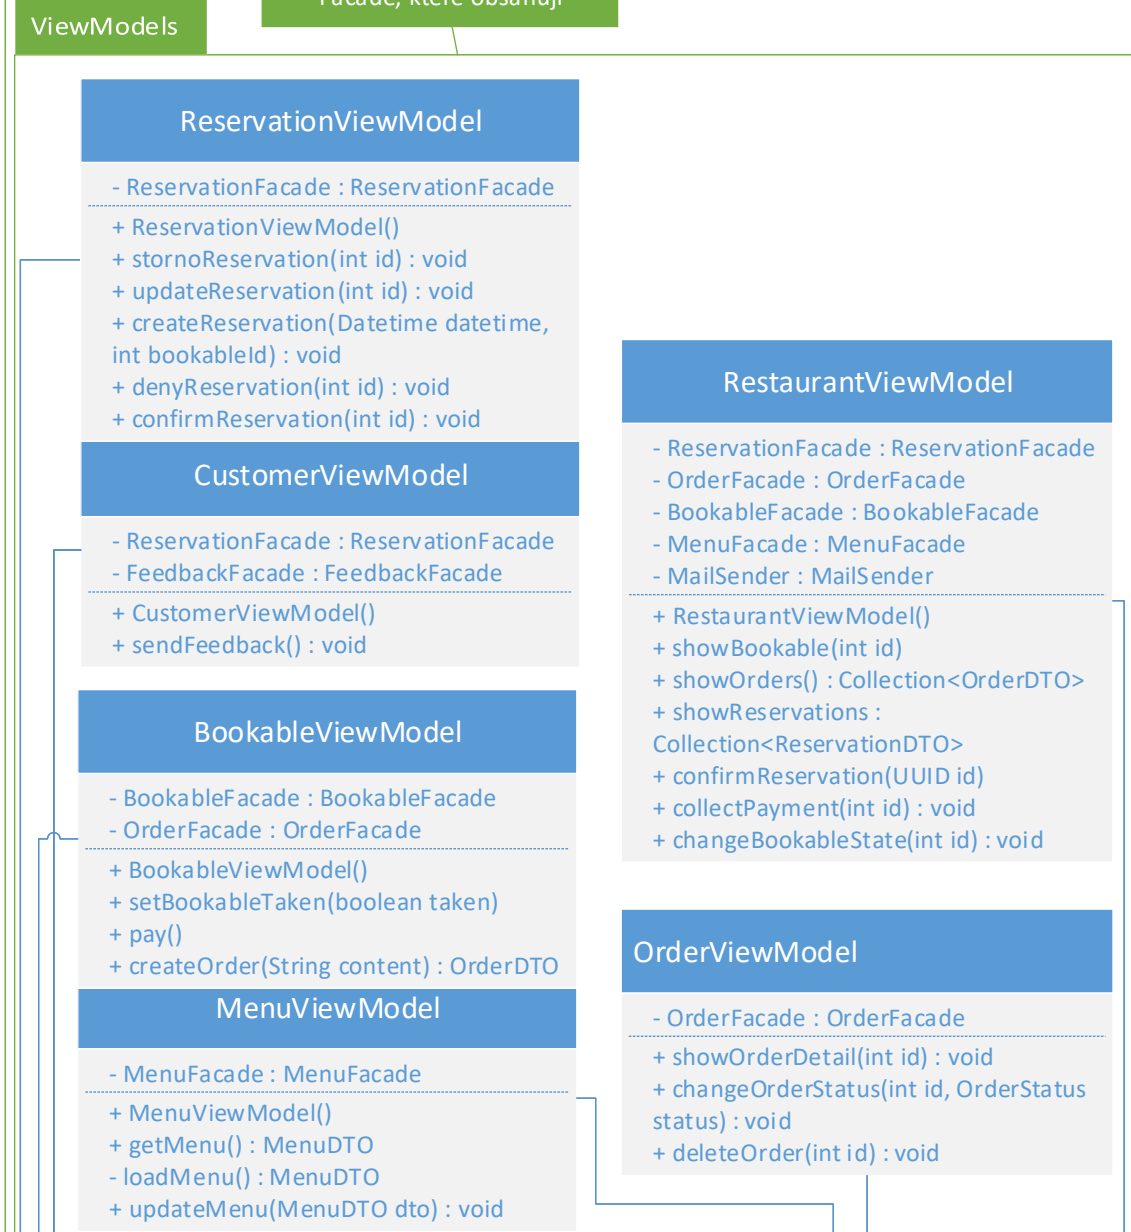 Facade, které obsahují
ViewModels
ReservationViewModel
- ReservationFacade : ReservationFacade
+ ReservationViewModel()
+ stornoReservation(int id) : void
+ updateReservation(int id) : void
+ createReservation(Datetime datetime,
int bookableId) : void
+ denyReservation(int id) : void
+ confirmReservation(int id) : void
CustomerViewModel
- ReservationFacade : ReservationFacade
- FeedbackFacade : FeedbackFacade
+ CustomerViewModel()
+ sendFeedback() : void
BookableViewModel
- BookableFacade : BookableFacade
- OrderFacade : OrderFacade
+ BookableViewModel()
+ setBookableTaken(boolean taken)
+ pay()
+ createOrder(String content) : OrderDTO
MenuViewModel
- MenuFacade : MenuFacade
+ MenuViewModel()
+ getMenu() : MenuDTO
- loadMenu() : MenuDTO
+ updateMenu(MenuDTO dto) : void
RestaurantViewModel
- ReservationFacade : ReservationFacade
- OrderFacade : OrderFacade
- BookableFacade : BookableFacade
- MenuFacade : MenuFacade
- MailSender : MailSender
+ RestaurantViewModel()
+ showBookable(int id)
+ showOrders() : Collection<OrderDTO>
+ showReservations :
Collection<ReservationDTO>
+ confirmReservation(UUID id)
+ collectPayment(int id) : void
+ changeBookableState(int id) : void
OrderViewModel
- OrderFacade : OrderFacade
+ showOrderDetail(int id) : void
+ changeOrderStatus(int id, OrderStatus
status) : void
+ deleteOrder(int id) : void